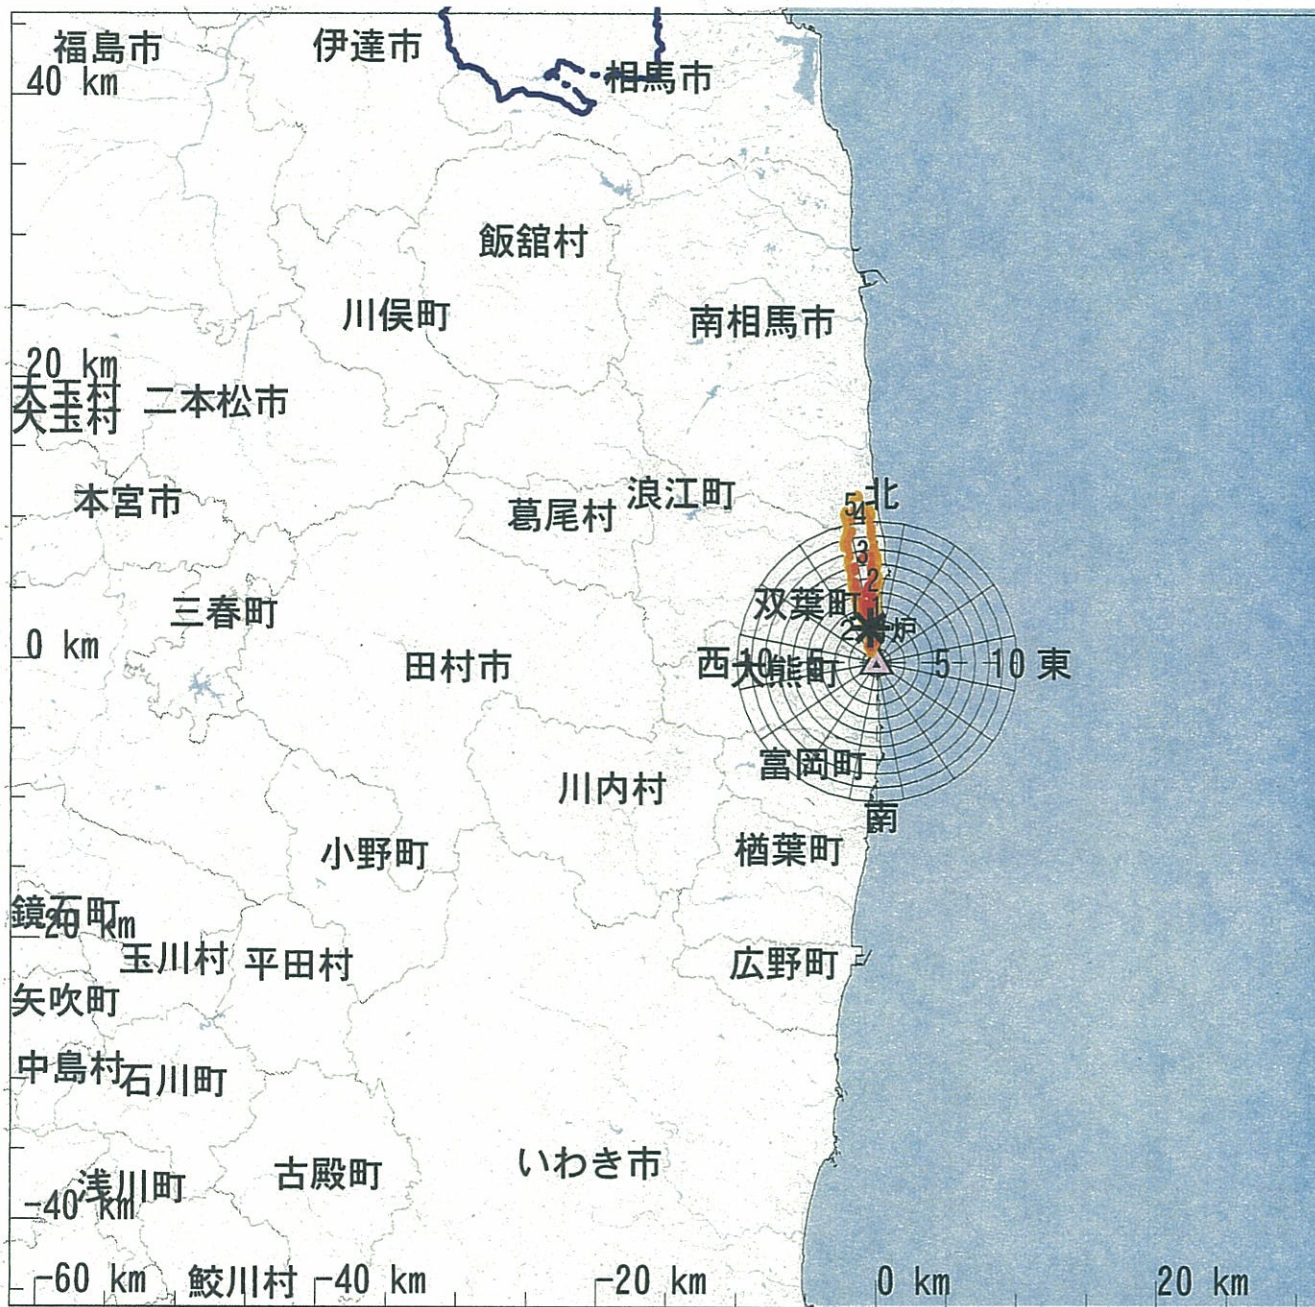 福島市
伊達市
相馬市
40 km
飯舘村
川俣町
南相馬市
20 km
大玉村
大玉村
二本松市
本宮市
葛尾村
浪江町
5
北
4
3
2
1
三春町
双葉町
2号炉
0 km
田村市
西 10
大熊町
5
5
10 東
富岡町
川内村
南
小野町
楢葉町
鏡石町
-20 km
玉川村
平田村
広野町
矢吹町
中島村
石川町
いわき市
古殿町
浅川町
-40 km
-60 km
鮫川村
-40 km
-20 km
0 km
20 km